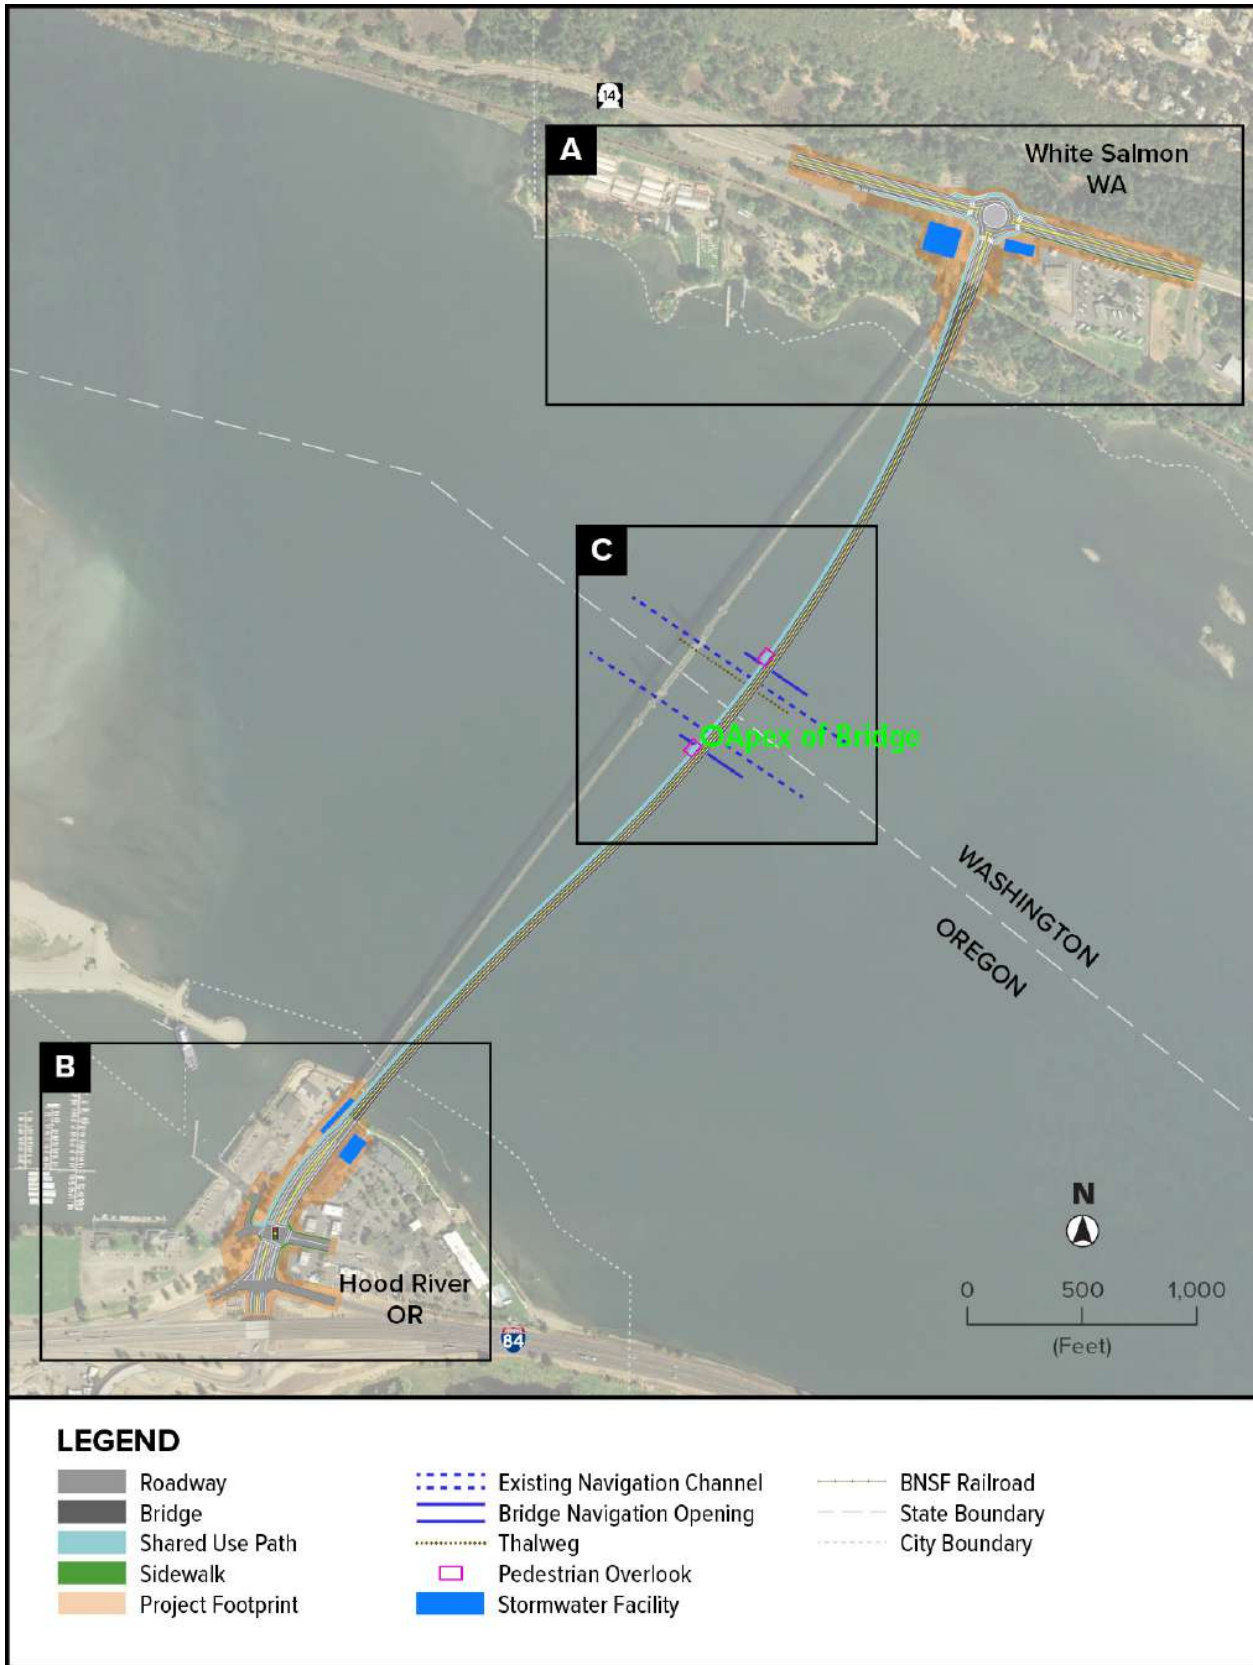 14
A
White Salmon
WA
C
OApex of Bridge
WASHINGTON
OREGON
B
Hood River
OR
84
N
0 500 1,000
(Feet)
LEGEND
Roadway
Bridge
Shared Use Path
Sidewalk
Project Footprint
Existing Navigation Channel
Bridge Navigation Opening
Thalweg
Pedestrian Overlook
Stormwater Facility
BNSF Railroad
State Boundary
City Boundary